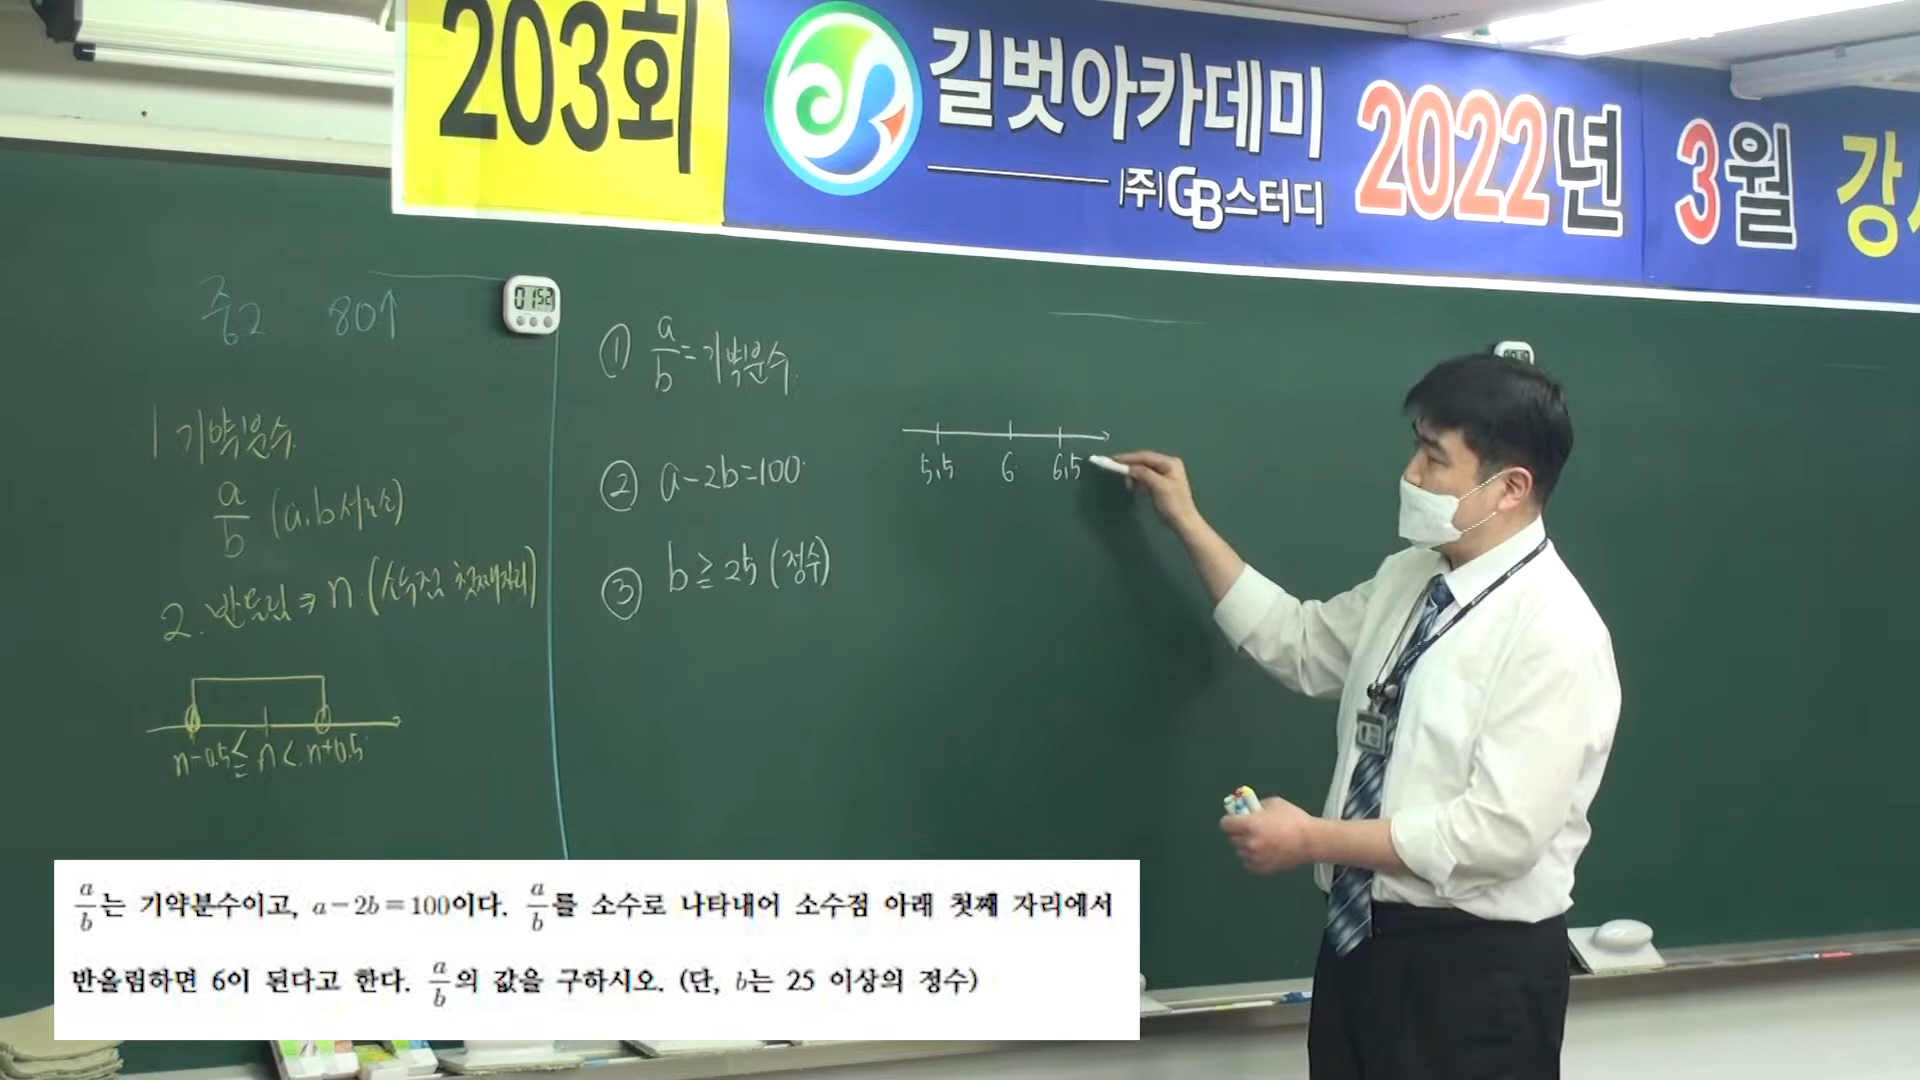 203회
길벗아카데미
(주)GB스터디
2022년 3월 강
중2 80↑
01 52
1 기약분수
a/b (a,b 서로소)
2. 반올림 ⇒ n (소수점 첫째자리)
n-0.5 ≦ n < n+0.5
① a/b = 기약분수
② a-2b=100
③ b ≧ 25 (정수)
5.5 6 6.5
a/b는 기약분수이고, a-2b=100이다. a/b를 소수로 나타내어 소수점 아래 첫째 자리에서
반올림하면 6이 된다고 한다. a/b의 값을 구하시오. (단, b는 25 이상의 정수)